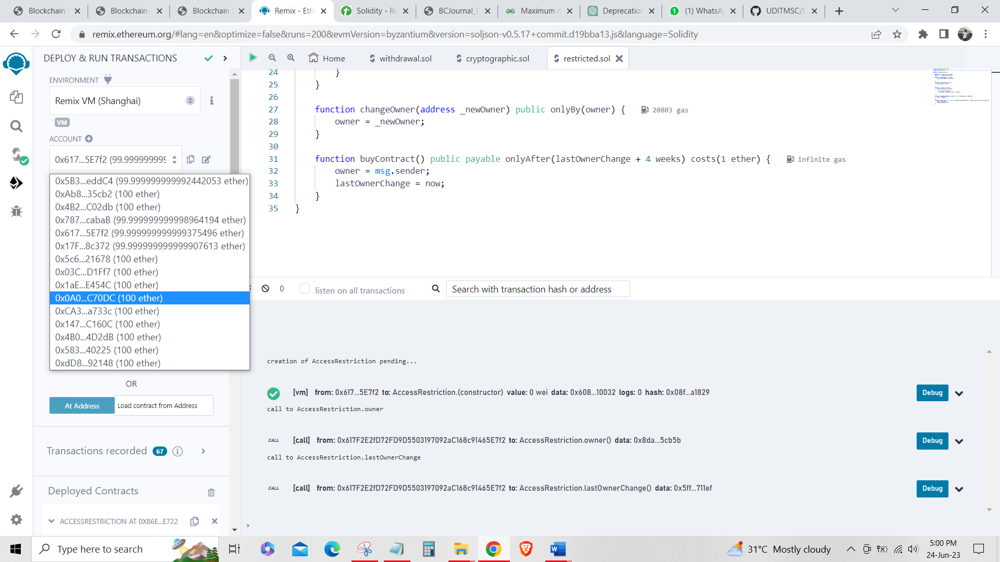 Blockchain
Blockchain-
Blockchain
Remix - Eth
Solidity - Re
BCJournal_F
Maximum n
Deprecation
(1) WhatsAp
UDITMSC/D
remix.ethereum.org/#lang=en&optimize=false&runs=200&evmVersion=byzantium&version=soljson-v0.5.17+commit.d19bba13.js&language=Solidity
DEPLOY & RUN TRANSACTIONS
ENVIRONMENT
Remix VM (Shanghai)
VM
ACCOUNT
0x617...5E7f2 (99.999999999
0x5B3...eddC4 (99.999999999992442053 ether)
0xAb8...35cb2 (100 ether)
0x4B2...C02db (100 ether)
0x787...cabaB (99.999999999998964194 ether)
0x617...5E7f2 (99.999999999999375496 ether)
0x17F...8c372 (99.999999999999907613 ether)
0x5c6...21678 (100 ether)
0x03C...D1Ff7 (100 ether)
0x1aE...E454C (100 ether)
0x0A0...C70DC (100 ether)
0xCA3...a733c (100 ether)
0x147...C160C (100 ether)
0x4B0...4D2dB (100 ether)
0x583...40225 (100 ether)
0xdD8...92148 (100 ether)
OR
At Address
Load contract from Address
Transactions recorded 67
Deployed Contracts
ACCESSRESTRICTION AT 0X86E...E722
Home
withdrawal.sol
cryptographic.sol
restricted.sol
24 }
25 }
26
27 function changeOwner(address _newOwner) public onlyBy(owner) { 20803 gas
28 owner = _newOwner;
29 }
30
31 function buyContract() public payable onlyAfter(lastOwnerChange + 4 weeks) costs(1 ether) { infinite gas
32 owner = msg.sender;
33 lastOwnerChange = now;
34 }
35 }
0 listen on all transactions
Search with transaction hash or address
creation of AccessRestriction pending...
[vm] from: 0x617...5E7f2 to: AccessRestriction.(constructor) value: 0 wei data: 0x608...10032 logs: 0 hash: 0x08f...a1829
Debug
call to AccessRestriction.owner
CALL [call] from: 0x617F2E2fD72FD9D5503197092aC168c91465E7f2 to: AccessRestriction.owner() data: 0x8da...5cb5b
Debug
call to AccessRestriction.lastOwnerChange
CALL [call] from: 0x617F2E2fD72FD9D5503197092aC168c91465E7f2 to: AccessRestriction.lastOwnerChange() data: 0x5ff...711ef
Debug
>
Type here to search
31°C Mostly cloudy
5:00 PM
24-Jun-23